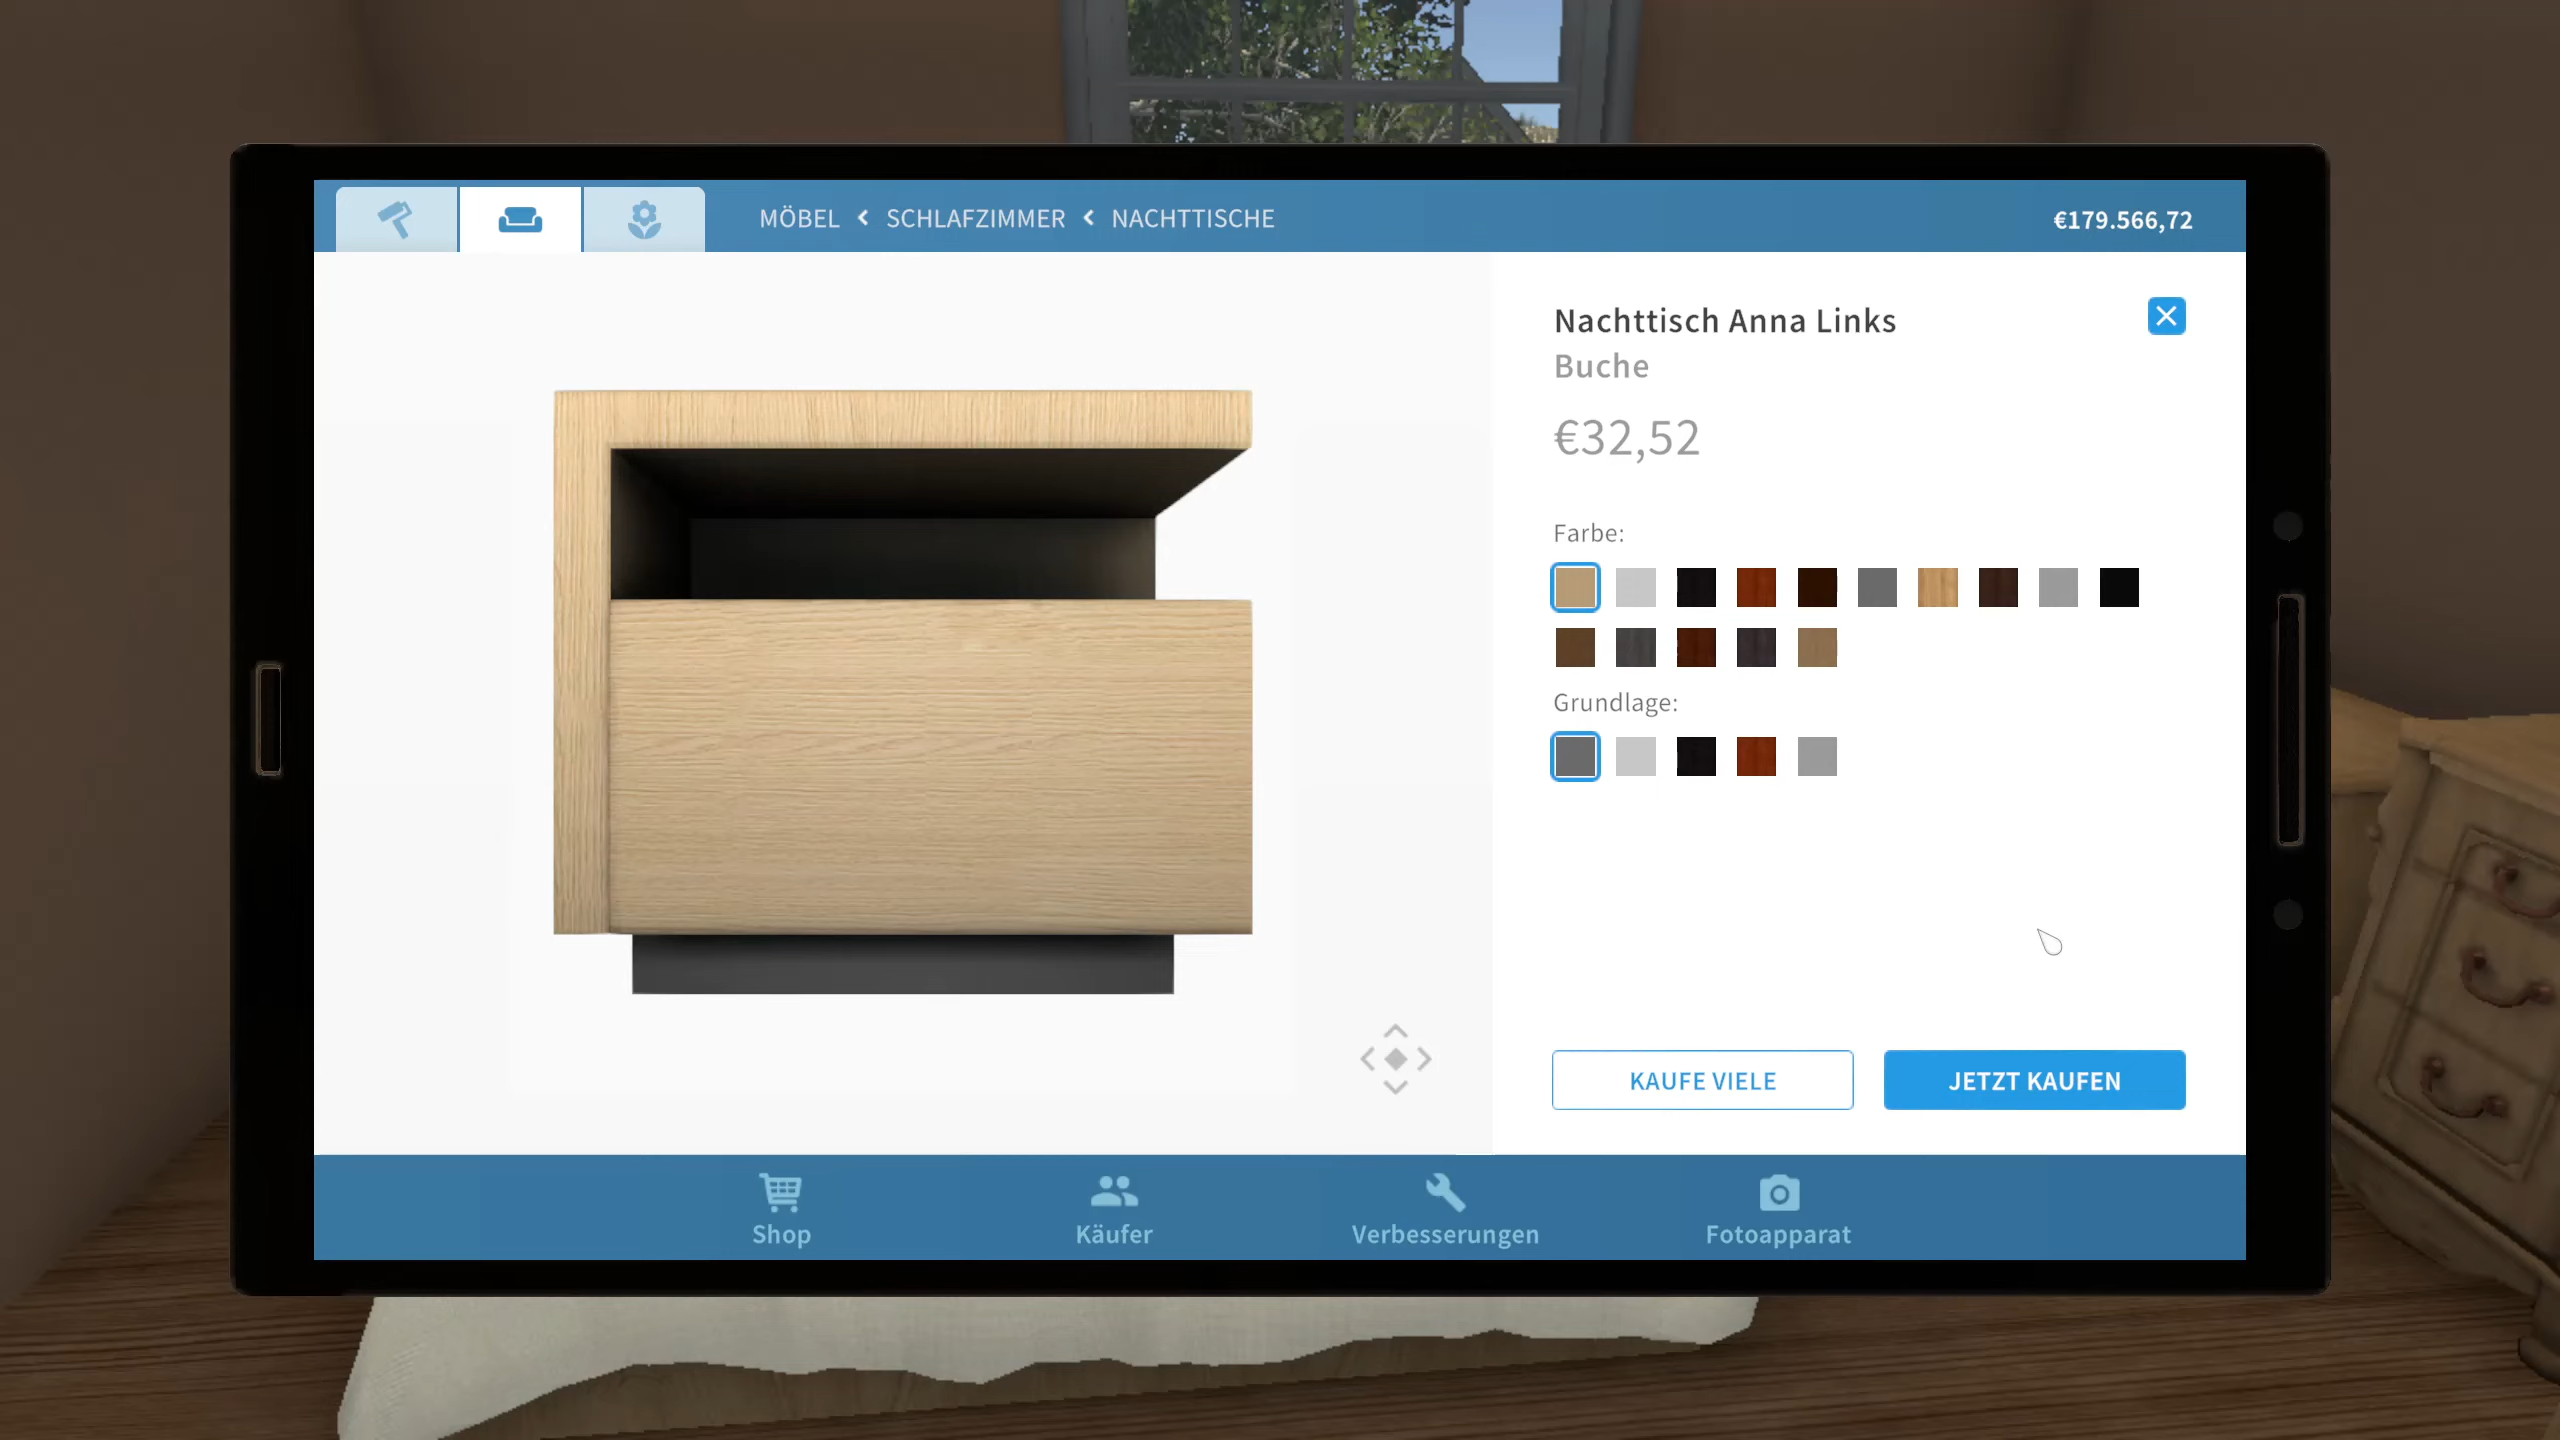 MÖBEL < SCHLAFZIMMER < NACHTTISCHE
€179.566,72
Nachttisch Anna Links
Buche
€32,52
Farbe:
Grundlage:
KAUFE VIELE
JETZT KAUFEN
Shop
Käufer
Verbesserungen
Fotoapparat